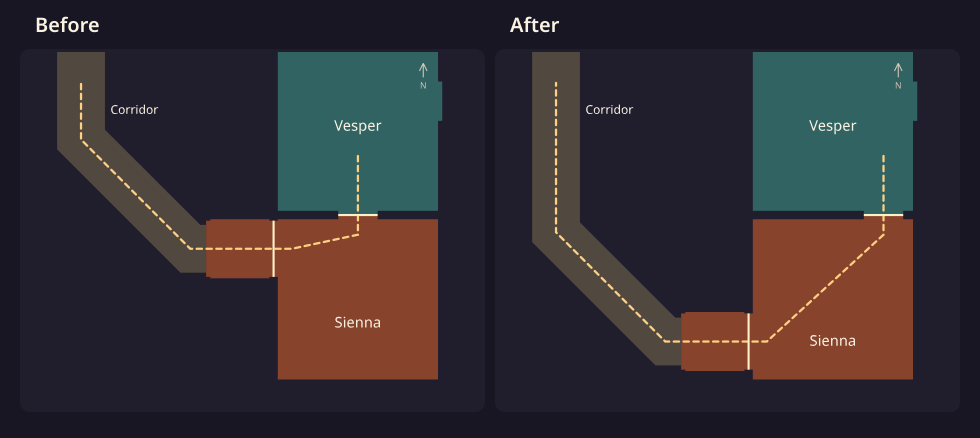 Before
N
Corridor
Vesper
Sienna
After
N
Corridor
Vesper
Sienna